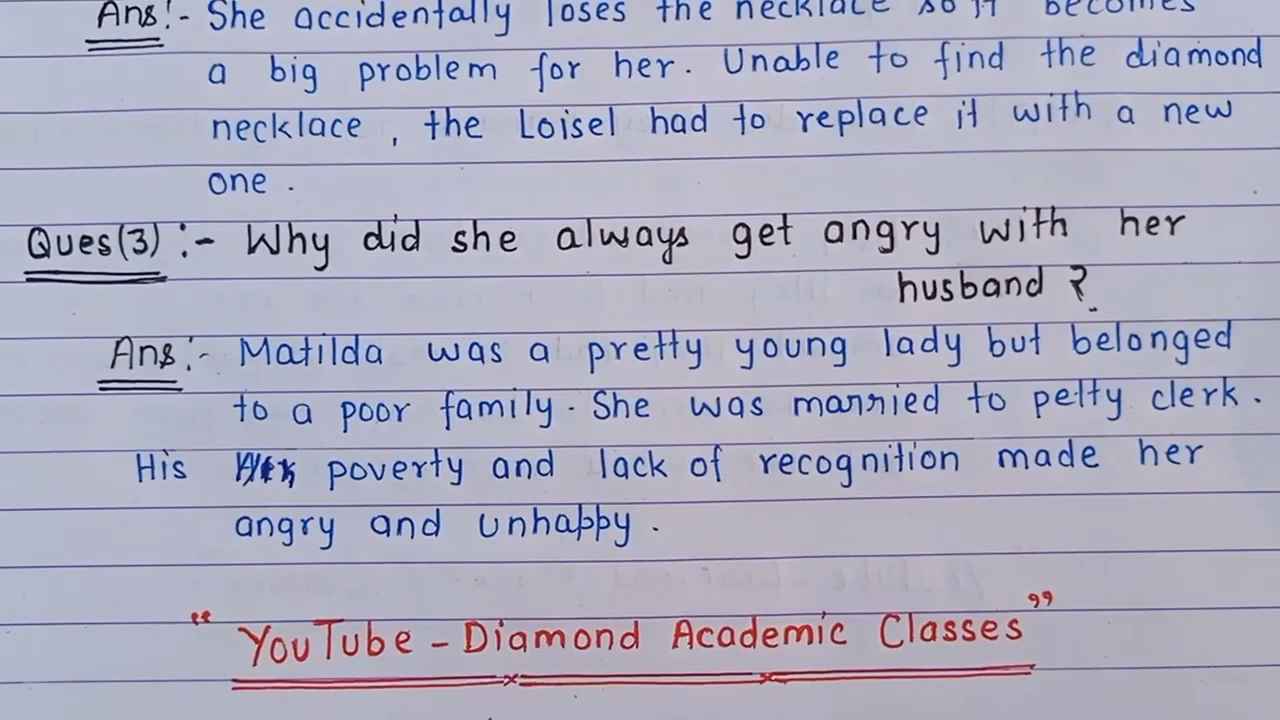 Ans:- She accidentally loses the necklace so it becomes
a big problem for her. Unable to find the diamond
necklace, the Loisel had to replace it with a new
one.
Ques(3):- Why did she always get angry with her
husband ?
Ans:- Matilda was a pretty young lady but belonged
to a poor family. She was married to petty clerk.
His poverty and lack of recognition made her
angry and unhappy.
"YouTube - Diamond Academic Classes"